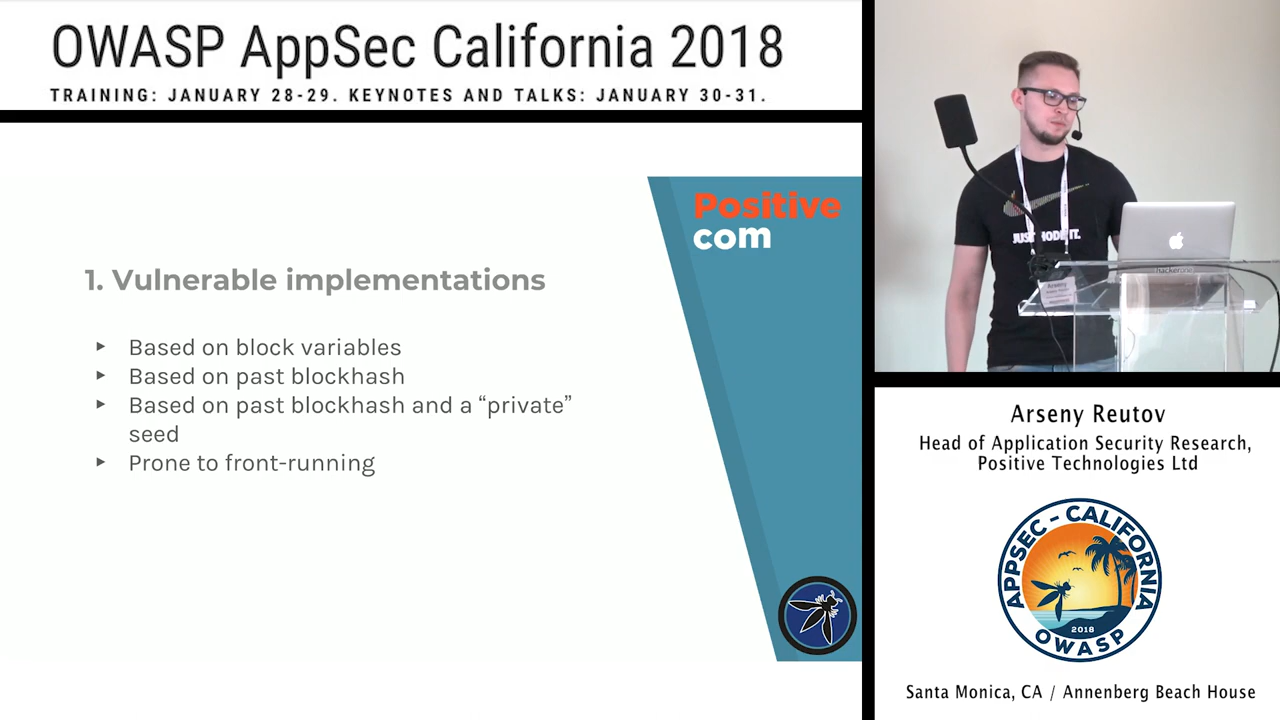 OWASP AppSec California 2018
TRAINING: JANUARY 28-29. KEYNOTES AND TALKS: JANUARY 30-31.
Positive
com
1. Vulnerable implementations
‣ Based on block variables
‣ Based on past blockhash
‣ Based on past blockhash and a “private”
seed
‣ Prone to front-running
hackerone
Arseny Reutov
Head of Application Security Research,
Positive Technologies Ltd
APPSEC - CALIFORNIA
2018
OWASP
Santa Monica, CA / Annenberg Beach House